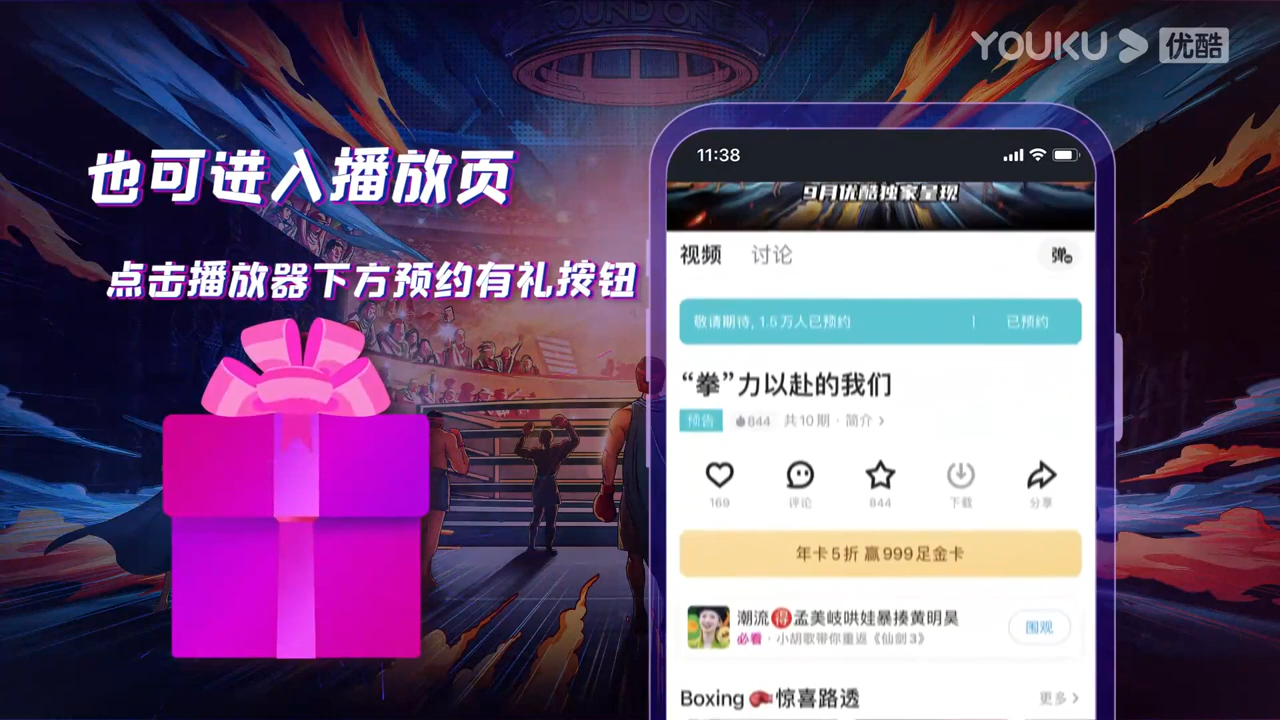 ROUND ONE
YOUKU 优酷
也可进入播放页
点击播放器下方预约有礼按钮
11:38
9月优酷独家呈现
视频 讨论 弹
敬请期待, 1.5万人已预约 | 已预约
“拳”力以赴的我们
预告 844 共10期 · 简介 >
169 评论 844 下载 分享
年卡5折 赢999足金卡
潮流得孟美岐哄娃暴揍黄明昊
必看 · 小胡歌带你重返《仙剑3》
围观
Boxing 惊喜路透 更多 >